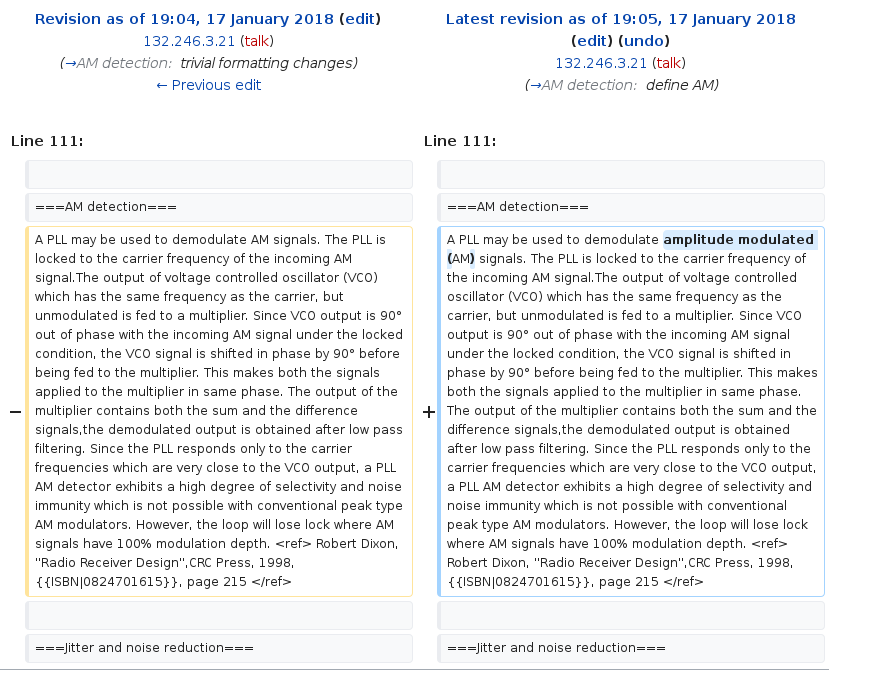 Revision as of 19:04, 17 January 2018 (edit)
132.246.3.21 (talk)
(→AM detection: trivial formatting changes)
← Previous edit
Latest revision as of 19:05, 17 January 2018
(edit) (undo)
132.246.3.21 (talk)
(→AM detection: define AM)
Line 111:
===AM detection===
− A PLL may be used to demodulate AM signals. The PLL is
locked to the carrier frequency of the incoming AM
signal.The output of voltage controlled oscillator (VCO)
which has the same frequency as the carrier, but
unmodulated is fed to a multiplier. Since VCO output is 90°
out of phase with the incoming AM signal under the locked
condition, the VCO signal is shifted in phase by 90° before
being fed to the multiplier. This makes both the signals
applied to the multiplier in same phase. The output of the
multiplier contains both the sum and the difference
signals,the demodulated output is obtained after low pass
filtering. Since the PLL responds only to the carrier
frequencies which are very close to the VCO output, a PLL
AM detector exhibits a high degree of selectivity and noise
immunity which is not possible with conventional peak type
AM modulators. However, the loop will lose lock where AM
signals have 100% modulation depth. <ref> Robert Dixon,
"Radio Receiver Design",CRC Press, 1998,
{{ISBN|0824701615}}, page 215 </ref>
===Jitter and noise reduction===
Line 111:
===AM detection===
+ A PLL may be used to demodulate amplitude modulated
(AM) signals. The PLL is locked to the carrier frequency of
the incoming AM signal.The output of voltage controlled
oscillator (VCO) which has the same frequency as the
carrier, but unmodulated is fed to a multiplier. Since VCO
output is 90° out of phase with the incoming AM signal
under the locked condition, the VCO signal is shifted in
phase by 90° before being fed to the multiplier. This makes
both the signals applied to the multiplier in same phase.
The output of the multiplier contains both the sum and the
difference signals,the demodulated output is obtained
after low pass filtering. Since the PLL responds only to the
carrier frequencies which are very close to the VCO output,
a PLL AM detector exhibits a high degree of selectivity and
noise immunity which is not possible with conventional
peak type AM modulators. However, the loop will lose lock
where AM signals have 100% modulation depth. <ref>
Robert Dixon, "Radio Receiver Design",CRC Press, 1998,
{{ISBN|0824701615}}, page 215 </ref>
===Jitter and noise reduction===